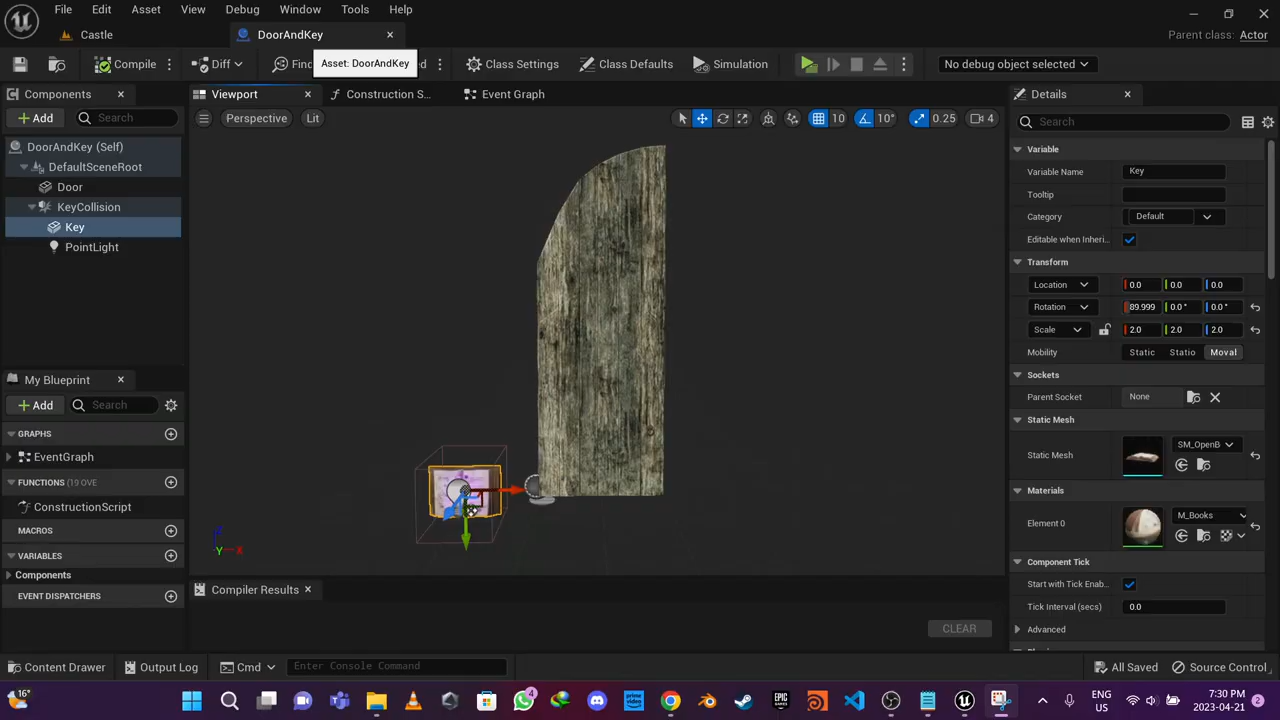 File Edit Asset View Debug Window Tools Help
Castle
DoorAndKey
Parent class: Actor
Compile
Diff
Find
Asset: DoorAndKey
Class Settings
Class Defaults
Simulation
No debug object selected
Components
Viewport
Construction S...
Event Graph
Details
Add
Search
Perspective
Lit
10
10°
0.25
4
Search
DoorAndKey (Self)
DefaultSceneRoot
Door
KeyCollision
Key
PointLight
Variable
Variable Name
Key
Tooltip
Category
Default
Editable when Inheri...
Transform
Location
0.0 0.0 0.0
Rotation
89.999 0.0° 0.0°
Scale
2.0 2.0 2.0
Mobility
Static Statio Moval
Sockets
Parent Socket
None
Static Mesh
Static Mesh
SM_OpenB
Materials
Element 0
M_Books
Component Tick
Start with Tick Enab...
Tick Interval (secs)
0.0
Advanced
My Blueprint
Add
Search
GRAPHS
EventGraph
FUNCTIONS (19 OVE
ConstructionScript
MACROS
VARIABLES
Components
EVENT DISPATCHERS
Z
Y
X
Compiler Results
CLEAR
Content Drawer
Output Log
Cmd
Enter Console Command
All Saved
Source Control
16°
4
EPIC
GAMES
ENG
US
7:30 PM
2023-04-21
2